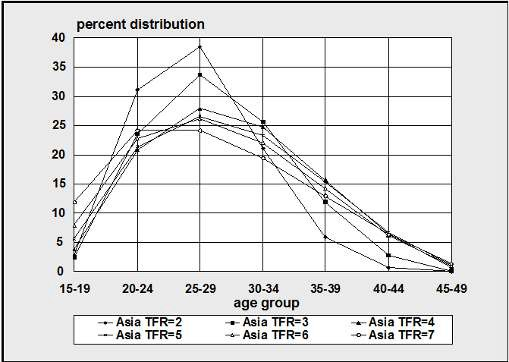 percent distribution
40
35
30
25
20
15
10
5
0
15-19 20-24 25-29 30-34 35-39 40-44 45-49
age group
Asia TFR=2 Asia TFR=3 Asia TFR=4
Asia TFR=5 Asia TFR=6 Asia TFR=7